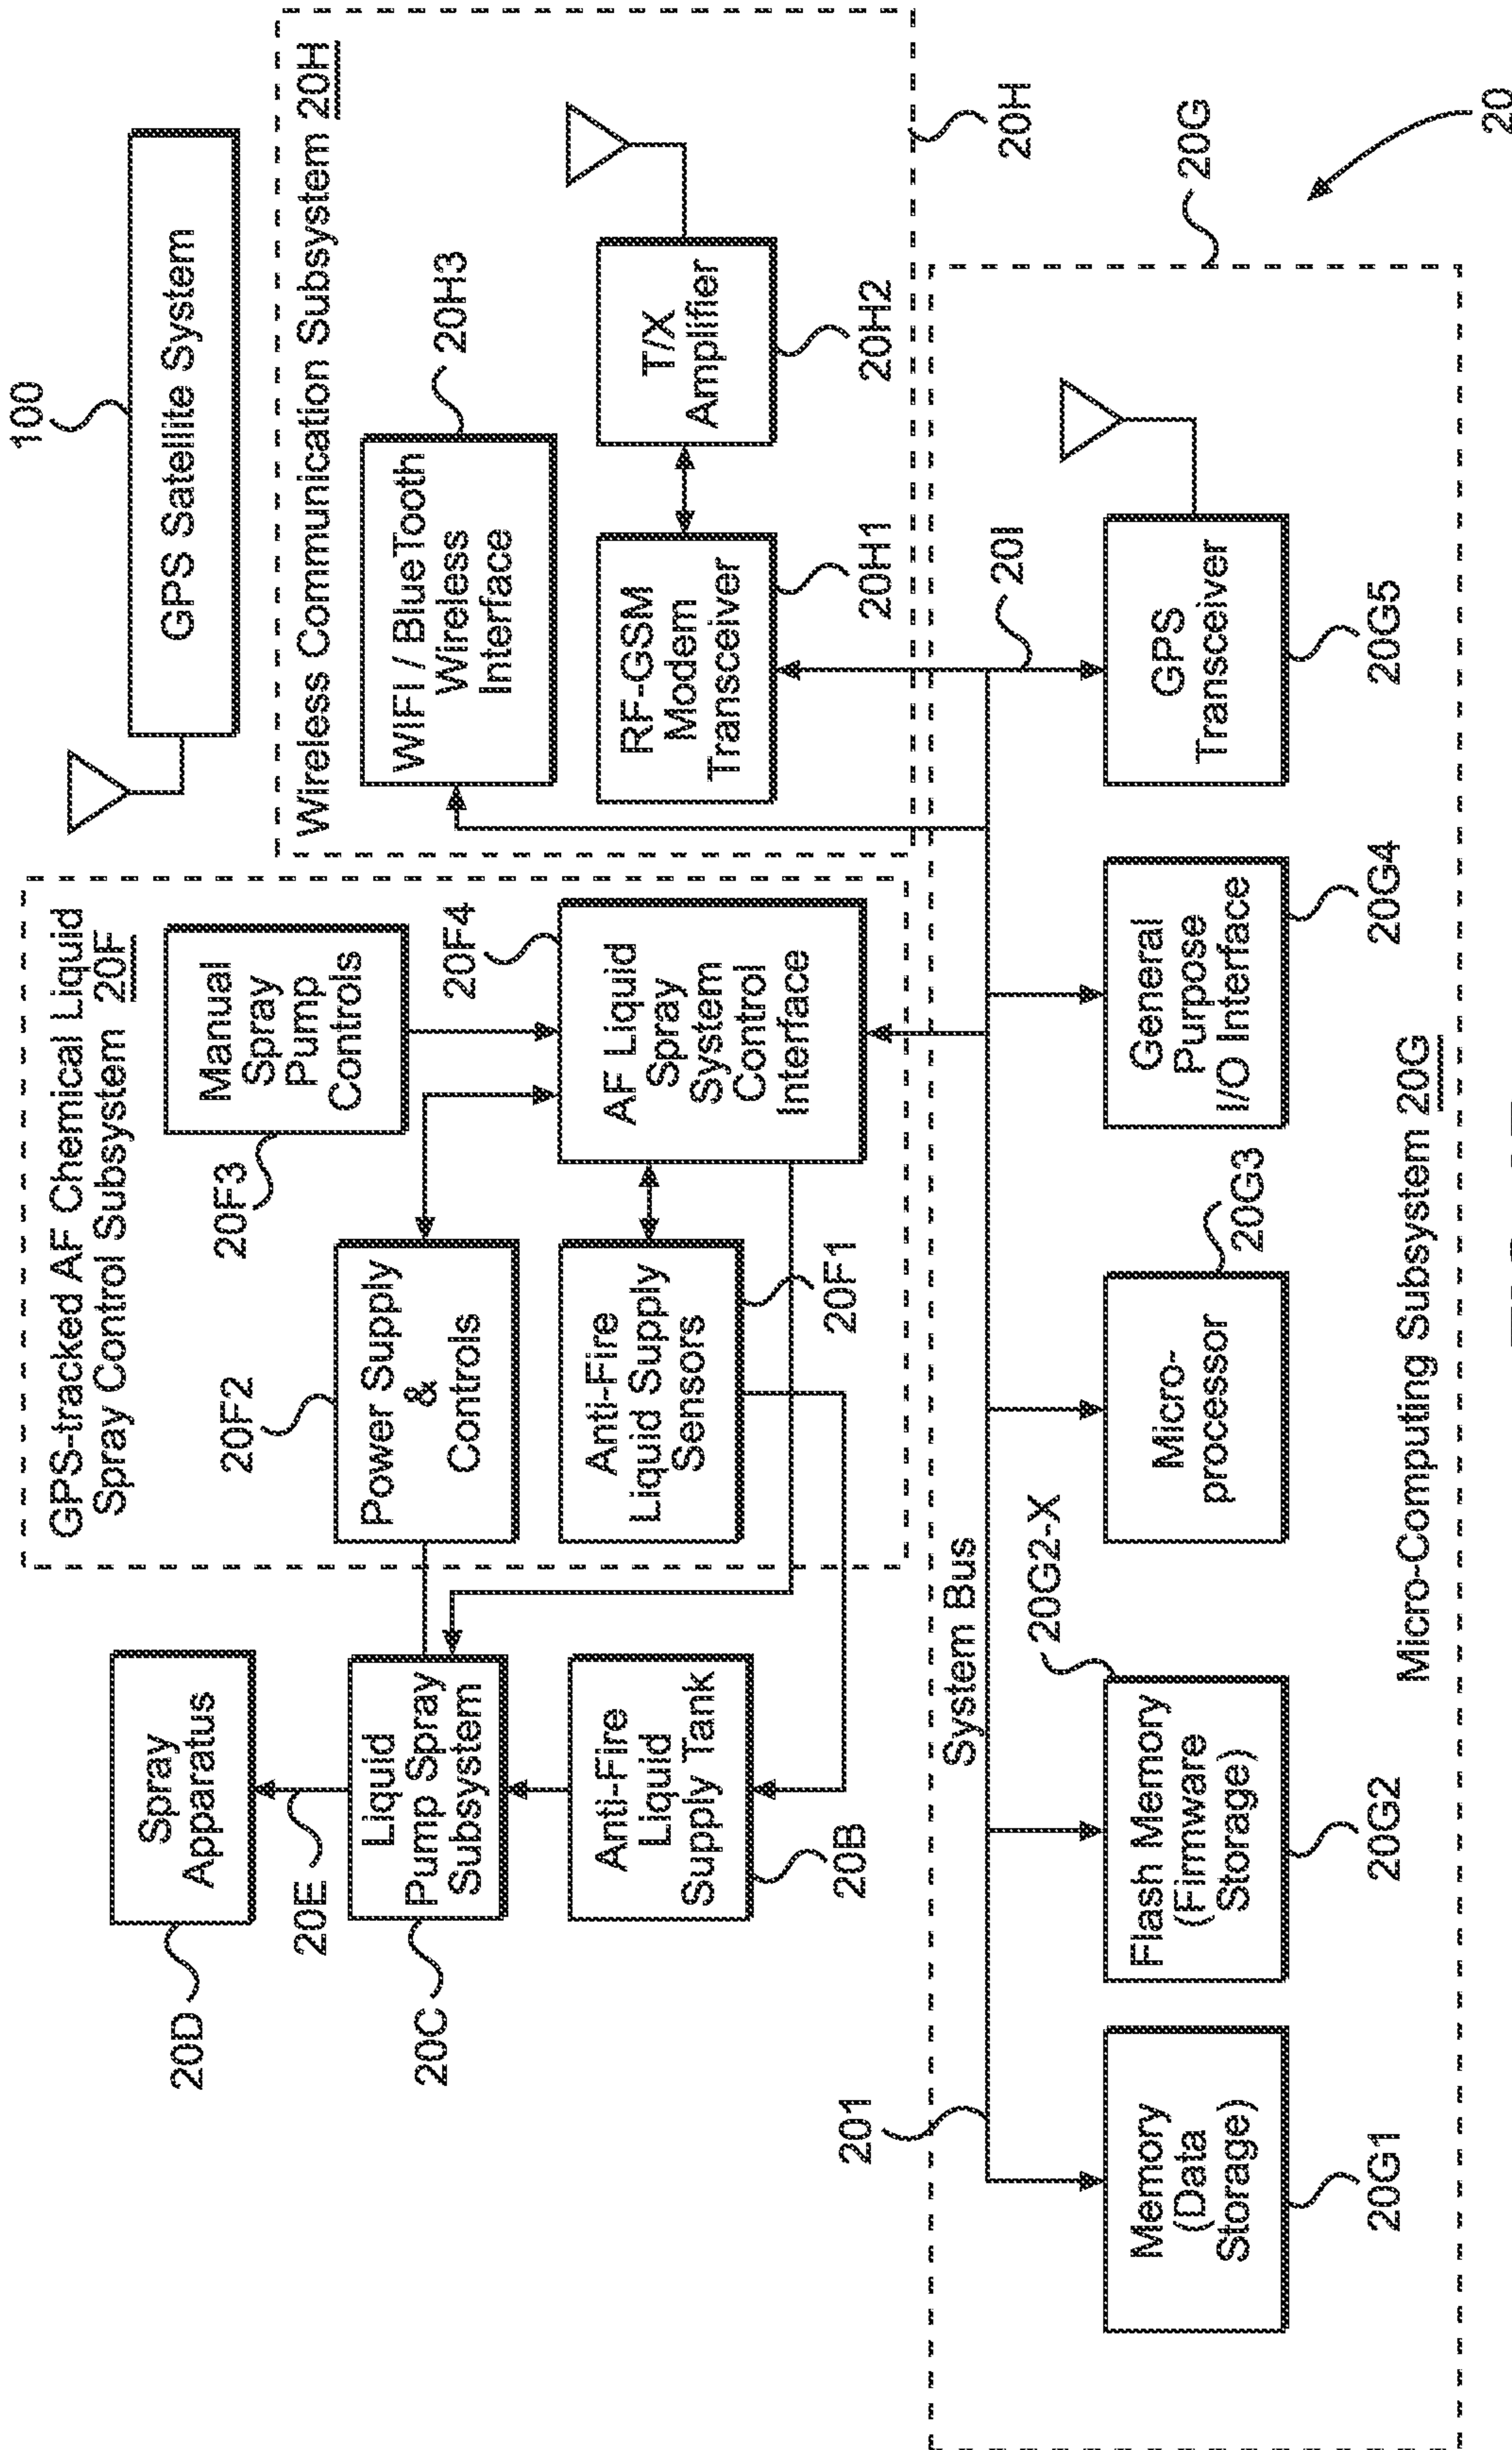 100
GPS Satellite System
GPS-tracked AF Chemical Liquid
Spray Control Subsystem 20F
Wireless Communication Subsystem 20H
20D
Spray
Apparatus
20E
20F3
Manual
Spray
Pump
Controls
20F2
Power Supply
&
Controls
WIFI / BlueTooth
Wireless
Interface
20H3
20C
Liquid
Pump Spray
Subsystem
20F4
AF Liquid
Spray
System
Control
Interface
Anti-Fire
Liquid Supply
Sensors
20F1
RF-GSM
Modem
Transceiver
20H1
T/X
Amplifier
20H2
Anti-Fire
Liquid
Supply Tank
20B
20H
201
System Bus
20I
20G
20G2-X
Memory
(Data
Storage)
20G1
Flash Memory
(Firmware
Storage)
20G2
Micro-
processor
20G3
General
Purpose
I/O Interface
20G4
GPS
Transceiver
20G5
Micro-Computing Subsystem 20G
20